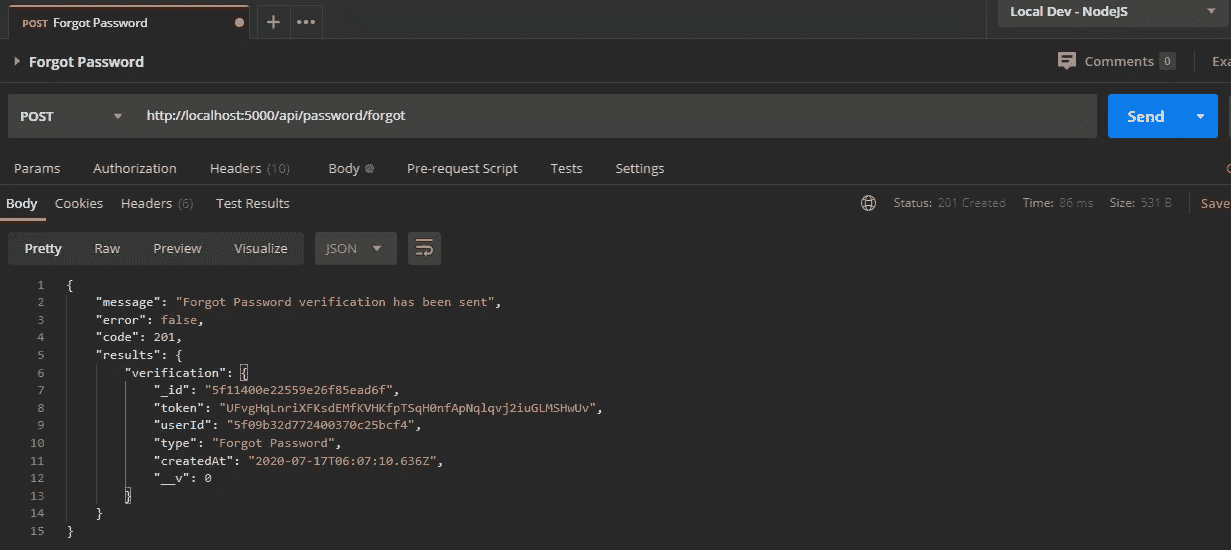 POST Forgot Password
Local Dev - NodeJS
Forgot Password
Comments 0
Exa
POST http://localhost:5000/api/password/forgot Send
Params Authorization Headers (10) Body Pre-request Script Tests Settings
Body Cookies Headers (6) Test Results Status: 201 Created Time: 86 ms Size: 531 B Save
Pretty Raw Preview Visualize JSON
1 {
2 "message": "Forgot Password verification has been sent",
3 "error": false,
4 "code": 201,
5 "results": {
6 "verification": {
7 "_id": "5f11400e22559e26f85ead6f",
8 "token": "UFvgHqLnriXFKsdEMfKVHKfpTSqH0nfApNqlqvj2iuGLMSHwUv",
9 "userId": "5f09b32d772400370c25bcf4",
10 "type": "Forgot Password",
11 "createdAt": "2020-07-17T06:07:10.636Z",
12 "__v": 0
13 }
14 }
15 }